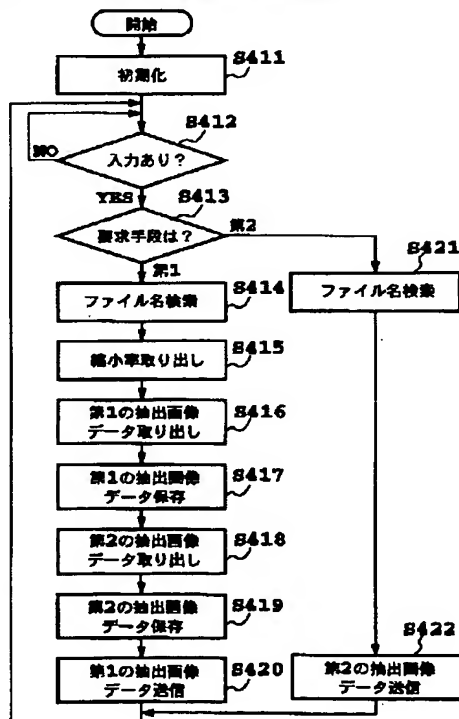 開始
S411
初期化
S412
入力あり?
NO
YES
S413
要求手段は?
第2
第1
S421
ファイル名検索
S414
ファイル名検索
S415
縮小率取り出し
S416
第1の抽出画像
データ取り出し
S417
第1の抽出画像
データ保存
S418
第2の抽出画像
データ取り出し
S419
第2の抽出画像
データ保存
S420
第1の抽出画像
データ送信
S422
第2の抽出画像
データ送信